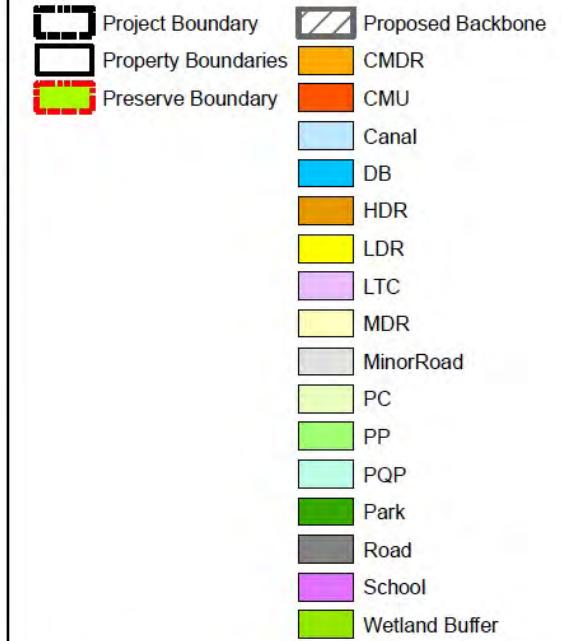 Project Boundary
Property Boundaries
Preserve Boundary
Proposed Backbone
CMDR
CMU
Canal
DB
HDR
LDR
LTC
MDR
MinorRoad
PC
PP
PQP
Park
Road
School
Wetland Buffer